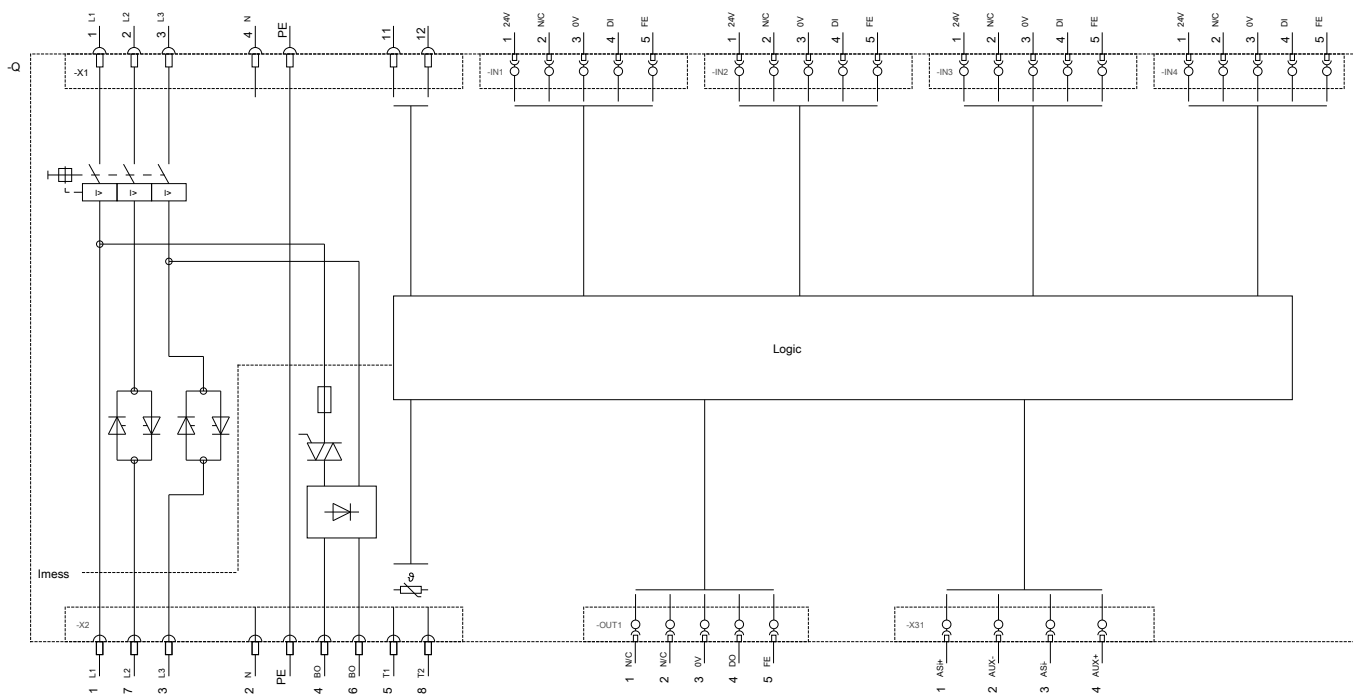 L1 L2 L3 N
1 2 3 4 PE 11 12
24V N/C 0V DI FE
1 2 3 4 5
24V N/C 0V DI FE
1 2 3 4 5
24V N/C 0V DI FE
1 2 3 4 5
24V N/C 0V DI FE
1 2 3 4 5
-Q
-X1
-IN1
-IN2
-IN3
-IN4
I> I> I>
Logic
Imess
ϑ
-X2
-OUT1
-X31
L1 L2 L3 N BO BO T1 T2
1 7 3 2 PE 4 6 5 8
N/C N/C 0V DO FE
1 2 3 4 5
ASI+ AUX- ASI- AUX+
1 2 3 4